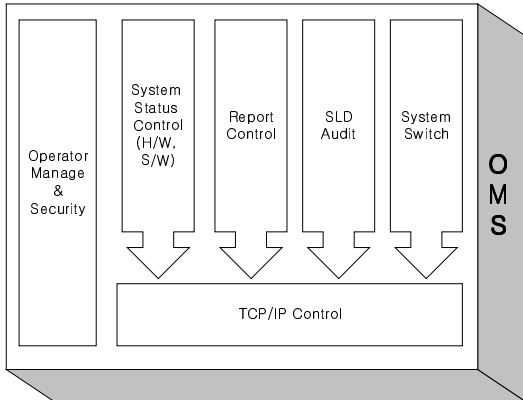 Operator
Manage
&
Security
System
Status
Control
(H/W,
S/W)
Report
Control
SLD
Audit
System
Switch
TCP/IP Control
O
M
S